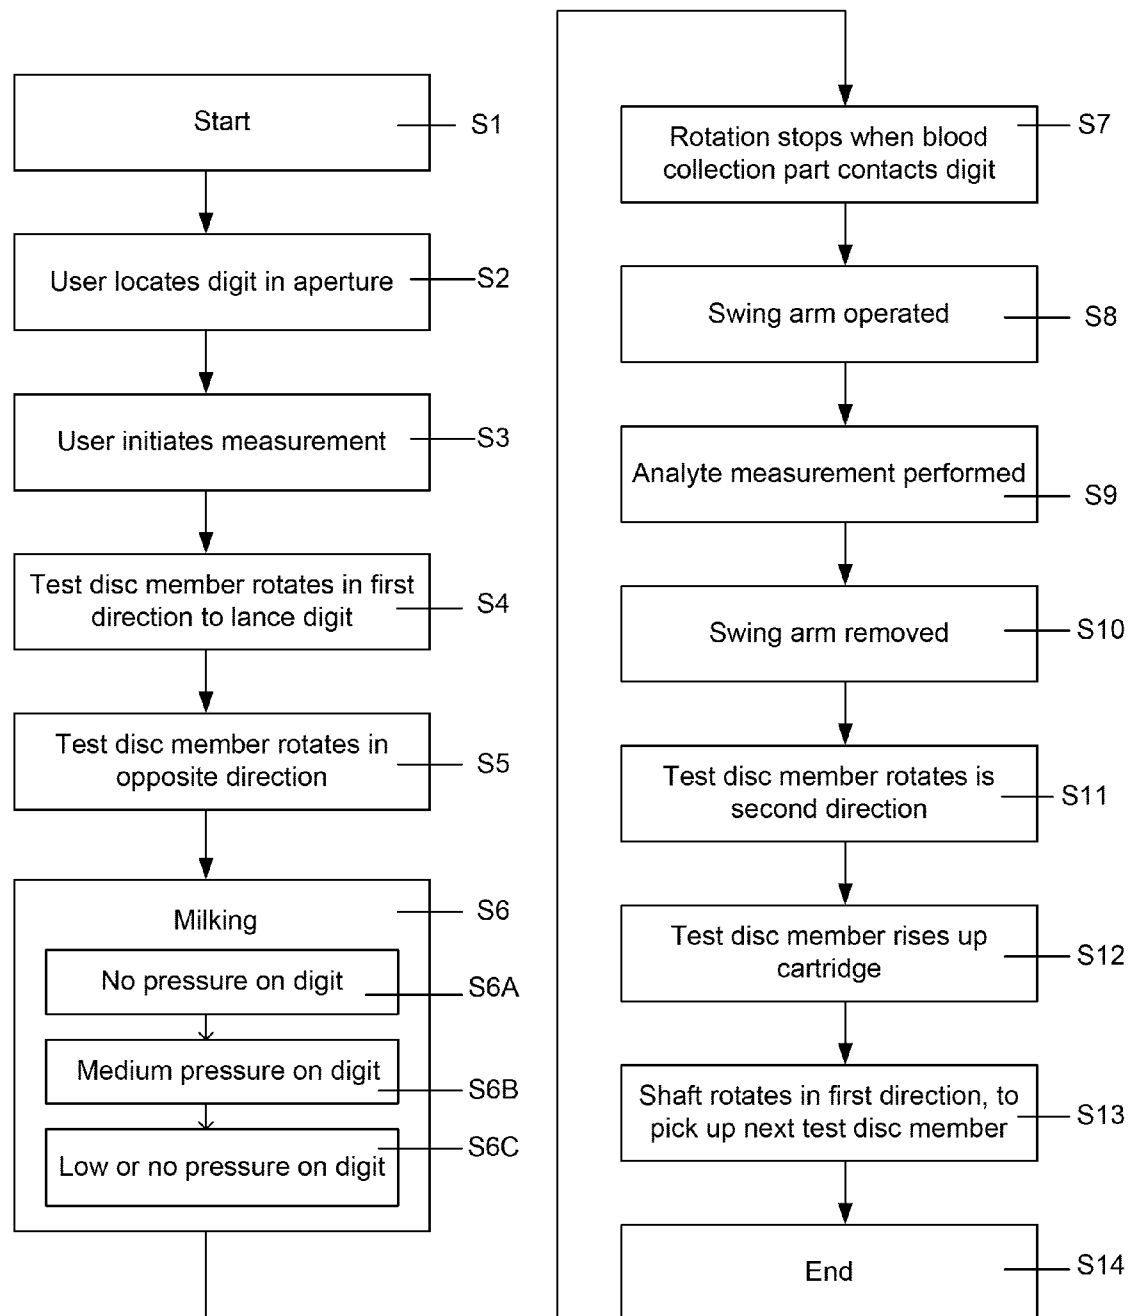 Start
S1
User locates digit in aperture
S2
User initiates measurement
S3
Test disc member rotates in first
direction to lance digit
S4
Test disc member rotates in
opposite direction
S5
Milking
S6
No pressure on digit
S6A
Medium pressure on digit
S6B
Low or no pressure on digit
S6C
Rotation stops when blood
collection part contacts digit
S7
Swing arm operated
S8
Analyte measurement performed
S9
Swing arm removed
S10
Test disc member rotates is
second direction
S11
Test disc member rises up
cartridge
S12
Shaft rotates in first direction, to
pick up next test disc member
S13
End
S14